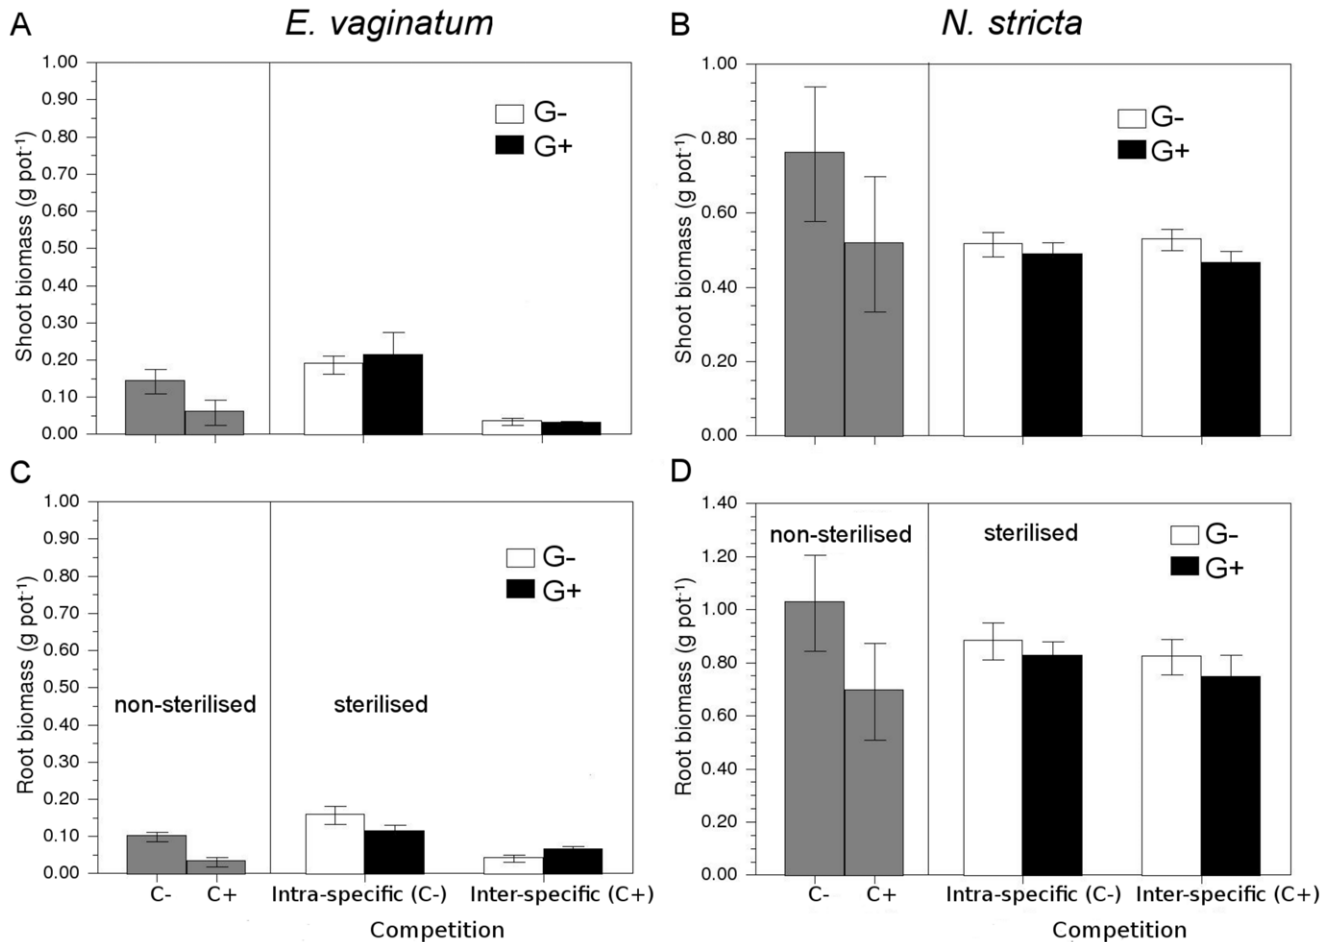 A
E. vaginatum
1.00
0.90
0.80
0.70
0.60
0.50
0.40
0.30
0.20
0.10
0.00
Shoot biomass (g pot-1)
G-
G+
B
N. stricta
1.00
0.80
0.60
0.40
0.20
0.00
Shoot biomass (g pot-1)
G-
G+
C
1.00
0.90
0.80
0.70
0.60
0.50
0.40
0.30
0.20
0.10
0.00
Root biomass (g pot-1)
G-
G+
non-sterilised
sterilised
C- C+ Intra-specific (C-) Inter-specific (C+)
Competition
D
1.40
1.20
1.00
0.80
0.60
0.40
0.20
0.00
Root biomass (g pot-1)
non-sterilised
sterilised
G-
G+
C- C+ Intra-specific (C-) Inter-specific (C+)
Competition